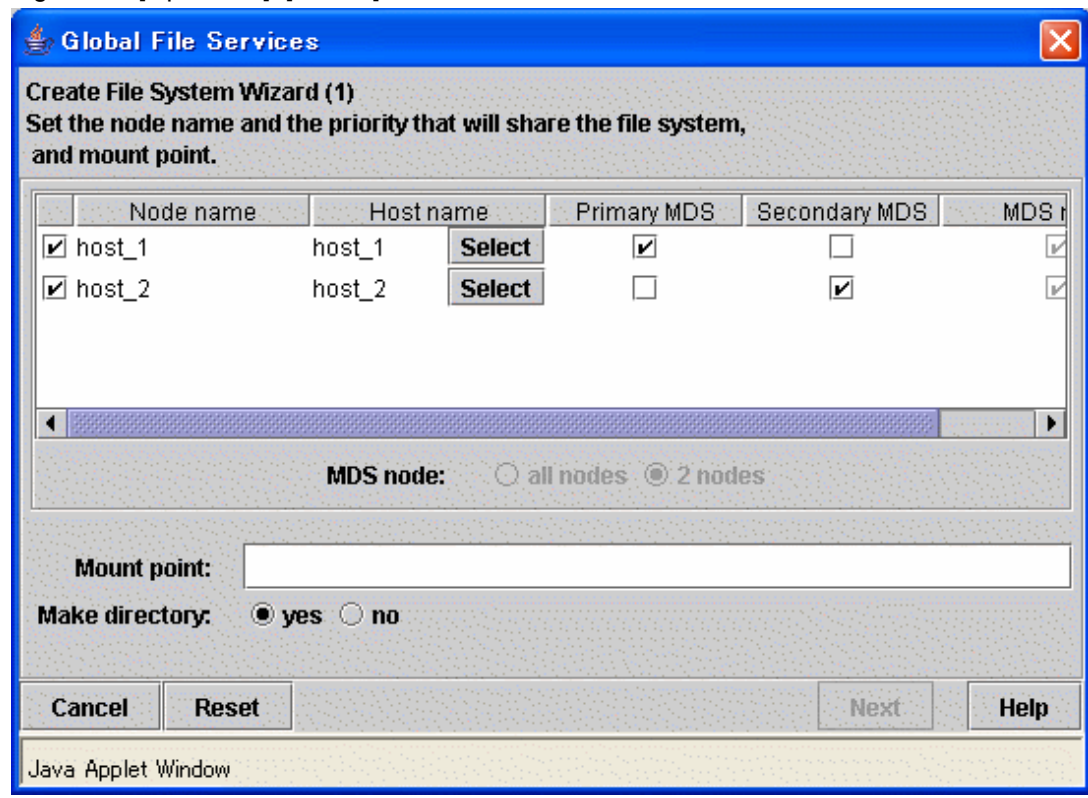 Global File Services
Create File System Wizard (1)
Set the node name and the priority that will share the file system,
and mount point.
Node name Host name Primary MDS Secondary MDS MDS
host_1 host_1 Select
host_2 host_2 Select
MDS node: all nodes 2 nodes
Mount point:
Make directory: yes no
Cancel Reset Next Help
Java Applet Window